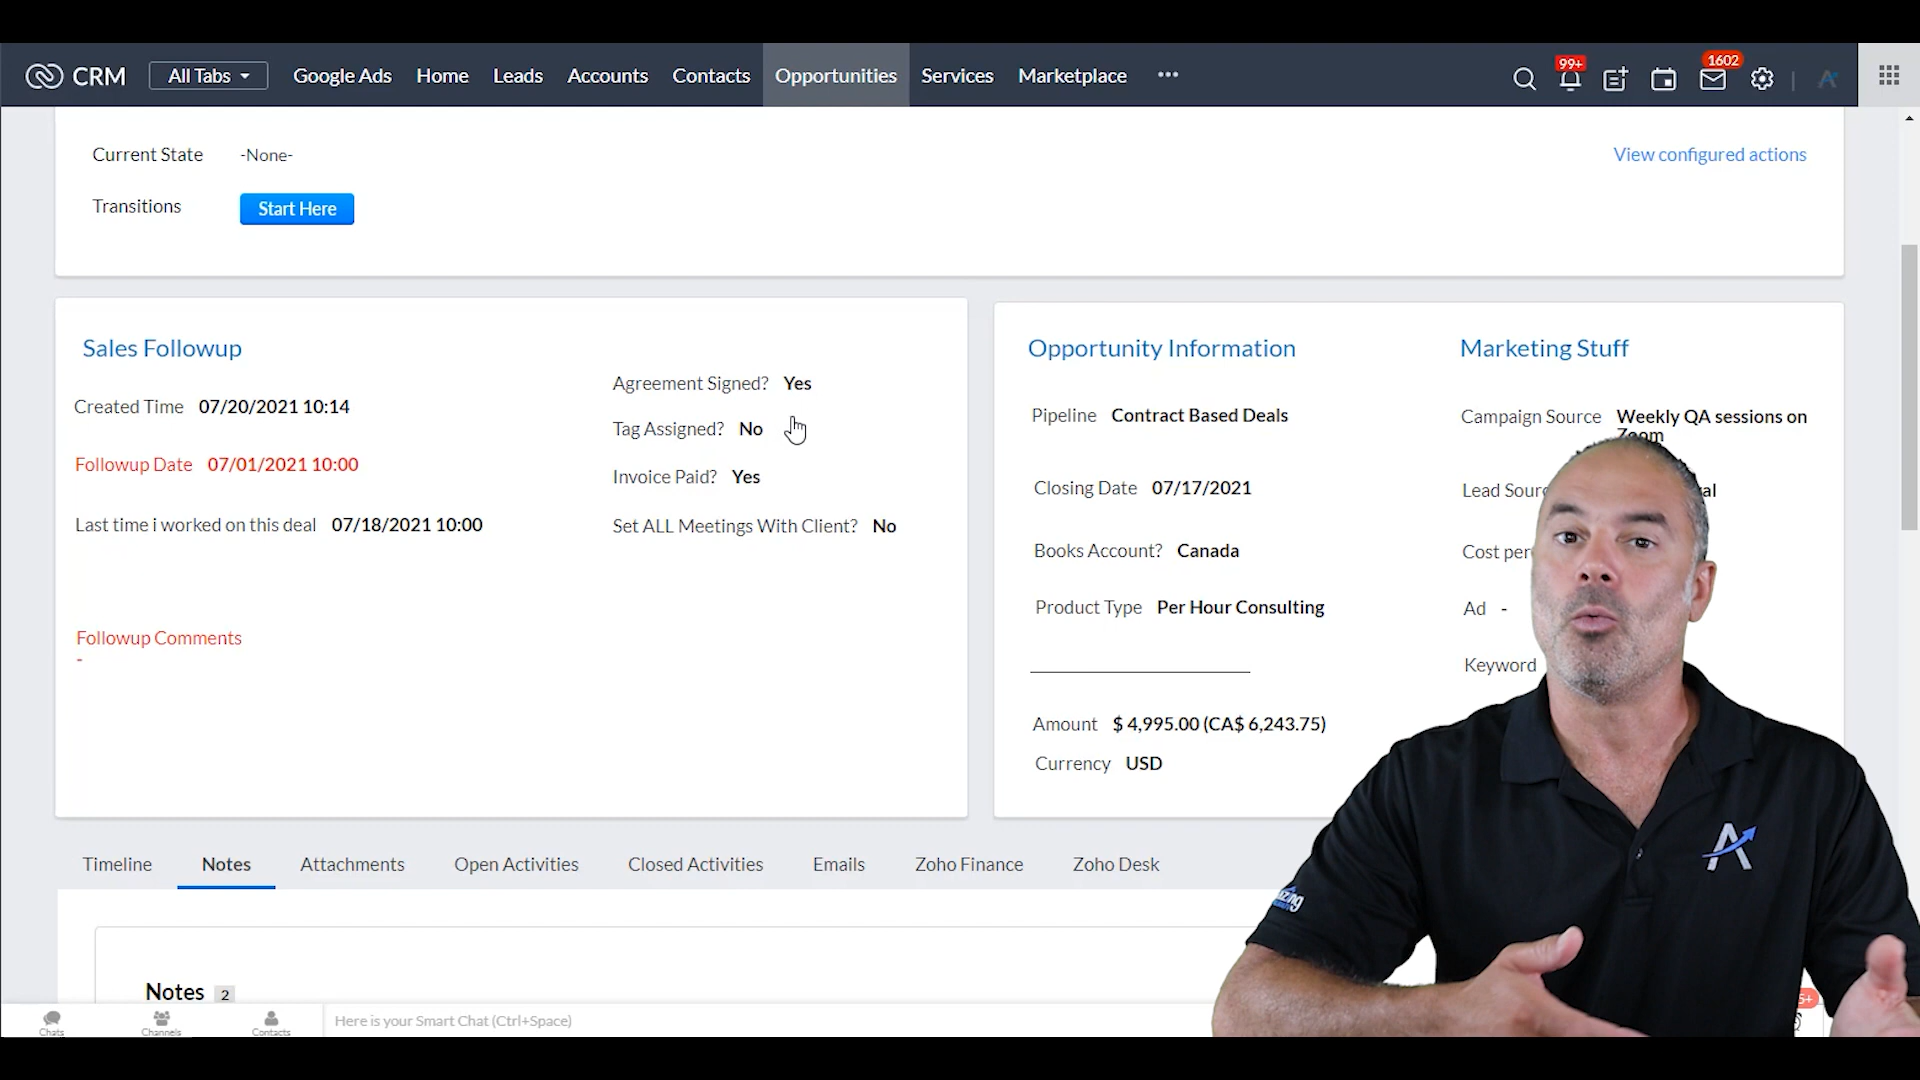 CRM All Tabs Google Ads Home Leads Accounts Contacts Opportunities Services Marketplace ••• 99+ 1602
Current State -None- View configured actions
Transitions Start Here
Sales Followup
Created Time 07/20/2021 10:14
Followup Date 07/01/2021 10:00
Last time i worked on this deal 07/18/2021 10:00
Followup Comments
-
Agreement Signed? Yes
Tag Assigned? No
Invoice Paid? Yes
Set ALL Meetings With Client? No
Opportunity Information
Pipeline Contract Based Deals
Closing Date 07/17/2021
Books Account? Canada
Product Type Per Hour Consulting
Amount $ 4,995.00 (CA$ 6,243.75)
Currency USD
Marketing Stuff
Campaign Source Weekly QA sessions on
Zoom
Lead
Cost
Ad -
Keyword
Timeline Notes Attachments Open Activities Closed Activities Emails Zoho Finance Zoho Desk
Notes 2
Chats Channels Contacts Here is your Smart Chat (Ctrl+Space)